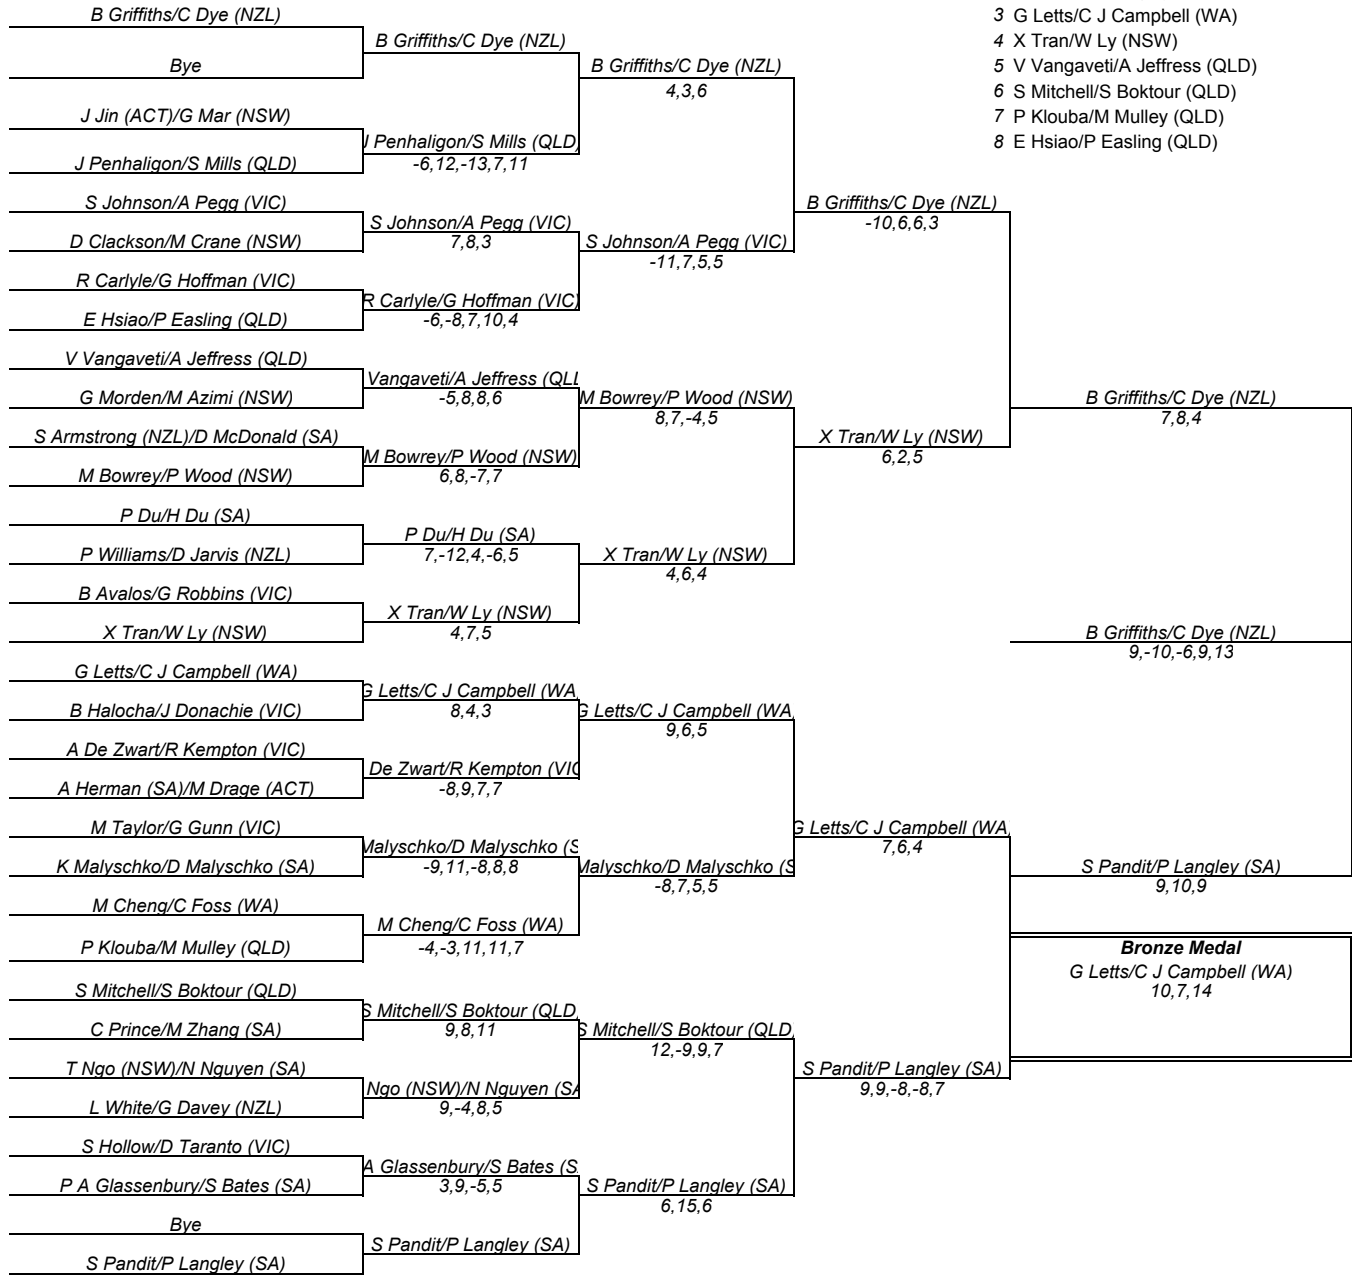 B Griffiths/C Dye (NZL)
Bye
J Jin (ACT)/G Mar (NSW)
J Penhaligon/S Mills (QLD)
S Johnson/A Pegg (VIC)
D Clackson/M Crane (NSW)
R Carlyle/G Hoffman (VIC)
E Hsiao/P Easling (QLD)
V Vangaveti/A Jeffress (QLD)
G Morden/M Azimi (NSW)
S Armstrong (NZL)/D McDonald (SA)
M Bowrey/P Wood (NSW)
P Du/H Du (SA)
P Williams/D Jarvis (NZL)
B Avalos/G Robbins (VIC)
X Tran/W Ly (NSW)
G Letts/C J Campbell (WA)
B Halocha/J Donachie (VIC)
A De Zwart/R Kempton (VIC)
A Herman (SA)/M Drage (ACT)
M Taylor/G Gunn (VIC)
K Malyschko/D Malyschko (SA)
M Cheng/C Foss (WA)
P Klouba/M Mulley (QLD)
S Mitchell/S Boktour (QLD)
C Prince/M Zhang (SA)
T Ngo (NSW)/N Nguyen (SA)
L White/G Davey (NZL)
S Hollow/D Taranto (VIC)
P A Glassenbury/S Bates (SA)
Bye
S Pandit/P Langley (SA)
B Griffiths/C Dye (NZL)
J Penhaligon/S Mills (QLD)
-6,12,-13,7,11
S Johnson/A Pegg (VIC)
7,8,3
R Carlyle/G Hoffman (VIC)
-6,-8,7,10,4
Vangaveti/A Jeffress (QLD
-5,8,8,6
M Bowrey/P Wood (NSW)
6,8,-7,7
P Du/H Du (SA)
7,-12,4,-6,5
X Tran/W Ly (NSW)
4,7,5
G Letts/C J Campbell (WA)
8,4,3
De Zwart/R Kempton (VIC
-8,9,7,7
Malyschko/D Malyschko (S
-9,11,-8,8,8
M Cheng/C Foss (WA)
-4,-3,11,11,7
S Mitchell/S Boktour (QLD)
9,8,11
Ngo (NSW)/N Nguyen (SA
9,-4,8,5
A Glassenbury/S Bates (S
3,9,-5,5
S Pandit/P Langley (SA)
B Griffiths/C Dye (NZL)
4,3,6
S Johnson/A Pegg (VIC)
-11,7,5,5
M Bowrey/P Wood (NSW)
8,7,-4,5
X Tran/W Ly (NSW)
4,6,4
G Letts/C J Campbell (WA)
9,6,5
Malyschko/D Malyschko (S
-8,7,5,5
S Mitchell/S Boktour (QLD)
12,-9,9,7
S Pandit/P Langley (SA)
6,15,6
B Griffiths/C Dye (NZL)
-10,6,6,3
X Tran/W Ly (NSW)
6,2,5
G Letts/C J Campbell (WA)
7,6,4
S Pandit/P Langley (SA)
9,9,-8,-8,7
3 G Letts/C J Campbell (WA)
4 X Tran/W Ly (NSW)
5 V Vangaveti/A Jeffress (QLD)
6 S Mitchell/S Boktour (QLD)
7 P Klouba/M Mulley (QLD)
8 E Hsiao/P Easling (QLD)
B Griffiths/C Dye (NZL)
7,8,4
B Griffiths/C Dye (NZL)
9,-10,-6,9,13
S Pandit/P Langley (SA)
9,10,9
Bronze Medal
G Letts/C J Campbell (WA)
10,7,14